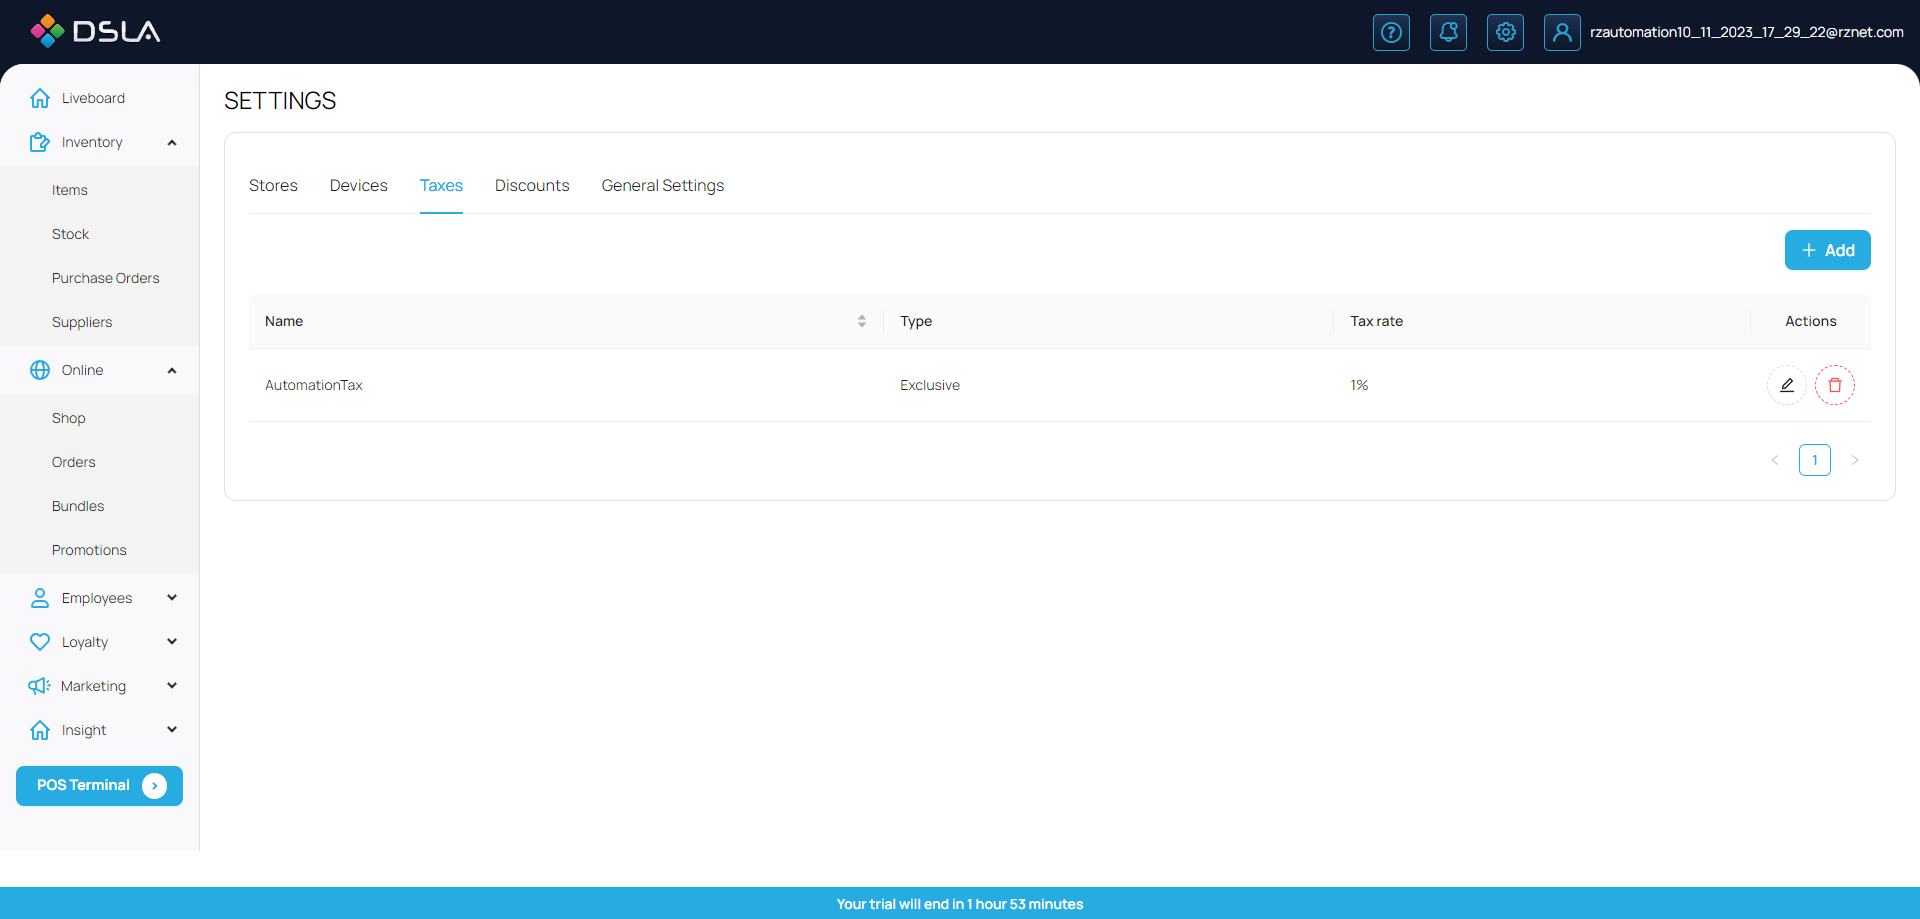 DSLA
rzautomation10_11_2023_17_29_22@rznet.com
Liveboard
Inventory
Items
Stock
Purchase Orders
Suppliers
Online
Shop
Orders
Bundles
Promotions
Employees
Loyalty
Marketing
Insight
POS Terminal
SETTINGS
Stores Devices Taxes Discounts General Settings
+ Add
Name Type Tax rate Actions
AutomationTax Exclusive 1%
< 1 >
Your trial will end in 1 hour 53 minutes